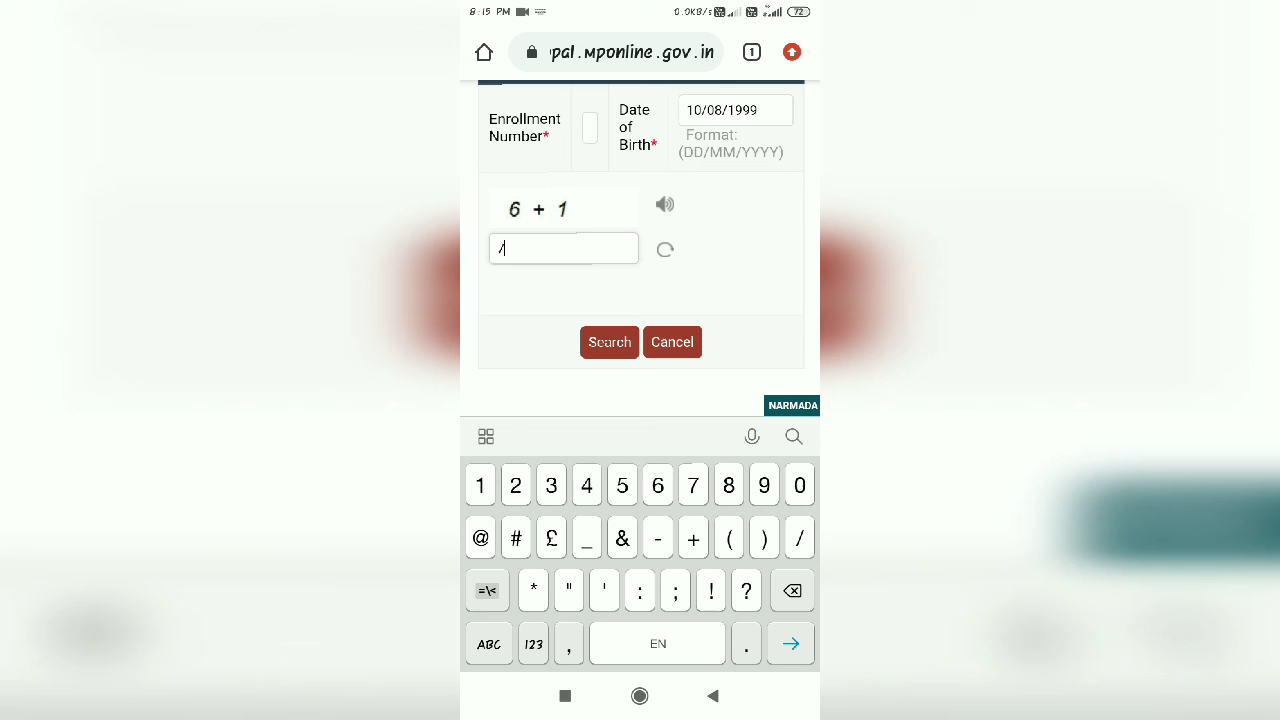 8:15 PM
0.0KB/s
72
pal.mponline.gov.in
1
Enrollment
Number*
Date
of
Birth*
10/08/1999
Format:
(DD/MM/YYYY)
6 + 1
/
Search Cancel
NARMADA
1 2 3 4 5 6 7 8 9 0
@ # £ _ & - + ( ) /
=\< * " ' : ; ! ?
ABC 123 , EN .